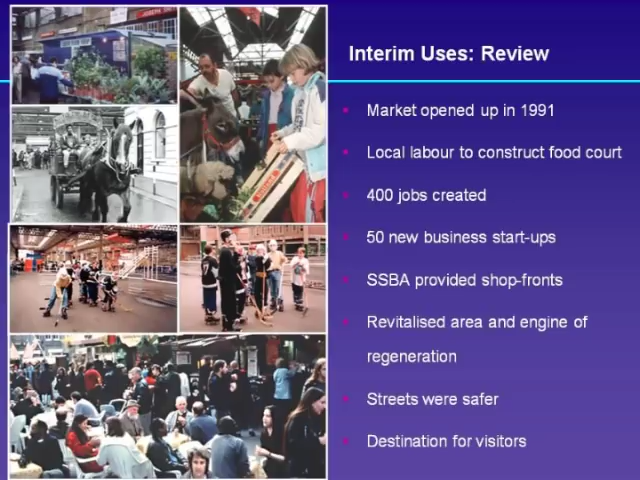 Interim Uses: Review
Market opened up in 1991
Local labour to construct food court
400 jobs created
50 new business start-ups
SSBA provided shop-fronts
Revitalised area and engine of
regeneration
Streets were safer
Destination for visitors